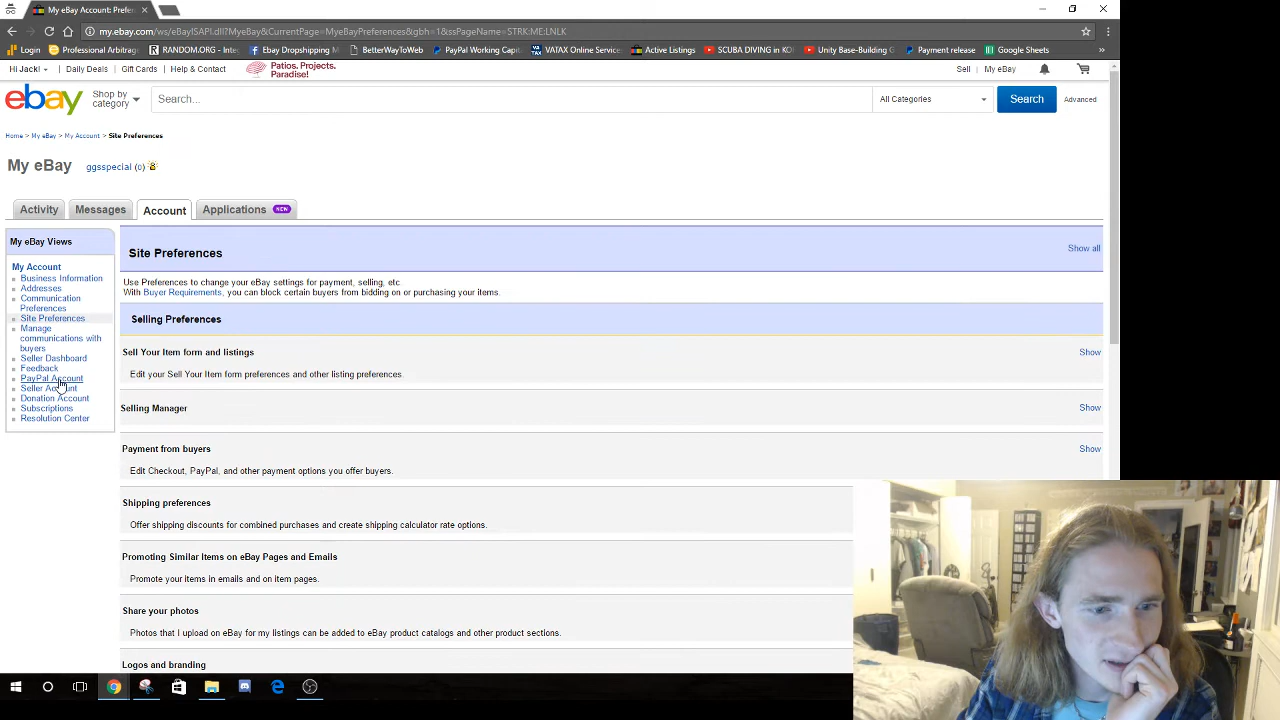 My eBay Account: Prefer
my.ebay.com/ws/eBayISAPI.dll?MyeBay&CurrentPage=MyeBayPreferences&gbh=1&ssPageName=STRK:ME:LNLK
Login
Professional Arbitrag
RANDOM.ORG - Inte
Ebay Dropshipping M
BetterWayToWeb
PayPal Working Capit
VATAX Online Service
Active Listings
SCUBA DIVING in KO
Unity Base-Building G
Payment release
Google Sheets
Hi Jack!
Daily Deals
Gift Cards
Help & Contact
Patios. Projects.
Paradise!
Sell
My eBay
ebay
Shop by
category
Search...
All Categories
Search
Advanced
Home > My eBay > My Account > Site Preferences
My eBay
ggsspecial (0)
Activity
Messages
Account
Applications NEW
My eBay Views
My Account
Business Information
Addresses
Communication
Preferences
Site Preferences
Manage
communications with
buyers
Seller Dashboard
Feedback
PayPal Account
Seller Account
Donation Account
Subscriptions
Resolution Center
Site Preferences
Show all
Use Preferences to change your eBay settings for payment, selling, etc.
With Buyer Requirements, you can block certain buyers from bidding on or purchasing your items.
Selling Preferences
Sell Your Item form and listings
Show
Edit your Sell Your Item form preferences and other listing preferences.
Selling Manager
Show
Payment from buyers
Show
Edit Checkout, PayPal, and other payment options you offer buyers.
Shipping preferences
Offer shipping discounts for combined purchases and create shipping calculator rate options.
Promoting Similar Items on eBay Pages and Emails
Promote your items in emails and on item pages.
Share your photos
Photos that I upload on eBay for my listings can be added to eBay product catalogs and other product sections.
Logos and branding